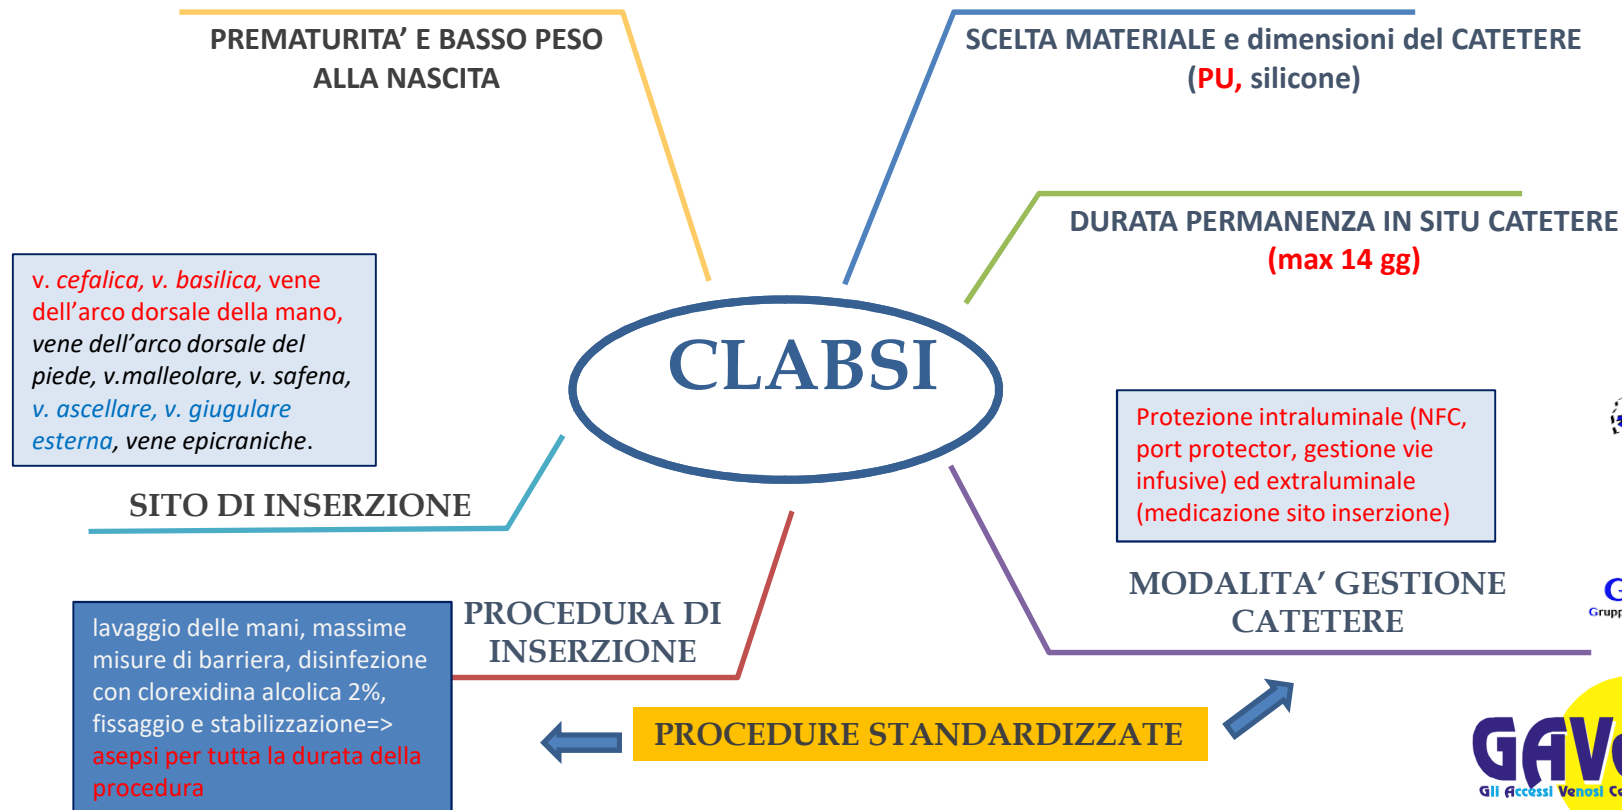 PREMATURITA’ E BASSO PESO
ALLA NASCITA
SCELTA MATERIALE e dimensioni del CATETERE
(PU, silicone)
DURATA PERMANENZA IN SITU CATETERE
(max 14 gg)
v. cefalica, v. basilica, vene
dell’arco dorsale della mano,
vene dell’arco dorsale del
piede, v.malleolare, v. safena,
v. ascellare, v. giugulare
esterna, vene epicraniche.
CLABSI
Protezione intraluminale (NFC,
port protector, gestione vie
infusive) ed extraluminale
(medicazione sito inserzione)
SITO DI INSERZIONE
MODALITA’ GESTIONE
CATETERE
PROCEDURA DI
INSERZIONE
lavaggio delle mani, massime
misure di barriera, disinfezione
con clorexidina alcolica 2%,
fissaggio e stabilizzazione=>
asepsi per tutta la durata della
procedura
PROCEDURE STANDARDIZZATE
G
Grupp
GAVe
Gli Accessi Venosi Ce